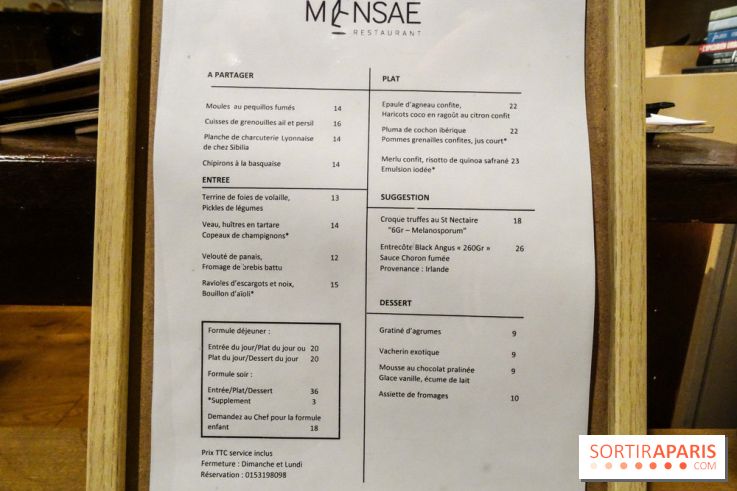 MENSAE
RESTAURANT
A PARTAGER
Moules au pequillos fumés 14
Cuisses de grenouilles ail et persil 16
Planche de charcuterie Lyonnaise 14
de chez Sibilia
Chipirons à la basquaise 14
ENTREE
Terrine de foies de volaille, 13
Pickles de légumes
Veau, huîtres en tartare 14
Copeaux de champignons*
Velouté de panais, 12
Fromage de brebis battu
Ravioles d'escargots et noix, 15
Bouillon d'aïoli*
Formule déjeuner :
Entrée du jour/Plat du jour ou 20
Plat du jour/Dessert du jour 20
Formule soir :
Entrée/Plat/Dessert 36
*Supplement 3
Demandez au Chef pour la formule
enfant 18
Prix TTC service inclus
Fermeture : Dimanche et Lundi
Réservation : 0153198098
PLAT
Epaule d'agneau confite, 22
Haricots coco en ragoût au citron confit
Pluma de cochon ibérique 22
Pommes grenailles confites, jus court*
Merlu confit, risotto de quinoa safrané 23
Emulsion iodée*
SUGGESTION
Croque truffes au St Nectaire 18
"6Gr – Melanosporum"
Entrecôte Black Angus « 260Gr » 26
Sauce Choron fumée
Provenance : Irlande
DESSERT
Gratiné d'agrumes 9
Vacherin exotique 9
Mousse au chocolat pralinée 9
Glace vanille, écume de lait
Assiette de fromages 10
SORTIRAPARIS
.COM